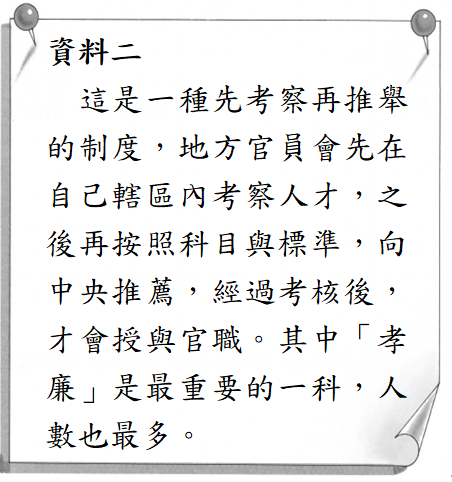 資料二
這是一種先考察再推舉
的制度，地方官員會先在
自己轄區內考察人才，之
後再按照科目與標準，向
中央推薦，經過考核後，
才會授與官職。其中「孝
廉」是最重要的一科，人
數也最多。